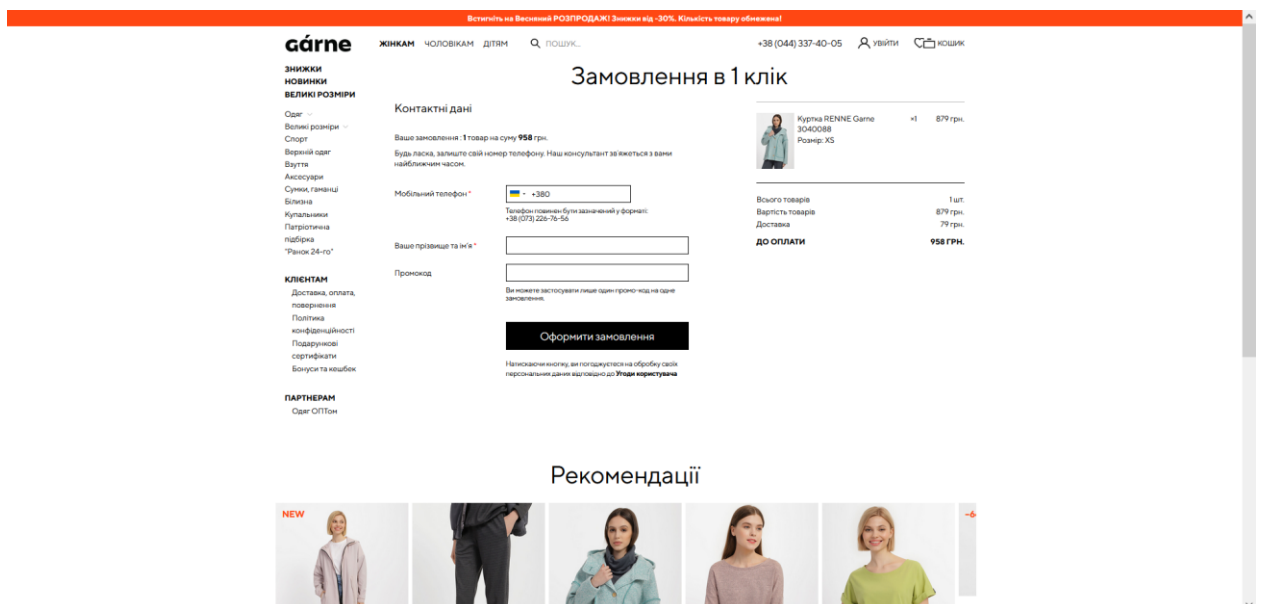 Встигніть на Весняний РОЗПРОДАЖ! Знижки від -30%. Кількість товару обмежена!
gárne
ЖІНКАМ ЧОЛОВІКАМ ДІТЯМ ПОШУК... +38 (044) 337-40-05 УВІЙТИ КОШИК
ЗНИЖКИ
НОВИНКИ
ВЕЛИКІ РОЗМІРИ
Одяг
Великі розміри
Спорт
Верхній одяг
Взуття
Аксесуари
Сумки, гаманці
Білизна
Купальники
Патріотична
підбірка
"Ранок 24-го"
КЛІЄНТАМ
Доставка, оплата,
повернення
Політика
конфіденційності
Подарункові
сертифікати
Бонуси та кешбек
ПАРТНЕРАМ
Одяг ОПТом
Замовлення в 1 клік
Контактні дані
Ваше замовлення : 1 товар на суму 958 грн.
Будь ласка, залиште свій номер телефону. Наш консультант зв'яжеться з вами
найближчим часом.
Мобільний телефон * +380
Телефон повинен бути зазначений у форматі:
+38 (073) 226-76-56
Ваше прізвище та ім'я *
Промокод
Ви можете застосувати лише один промо-код на одне
замовлення.
Оформити замовлення
Натискаючи кнопку, ви погоджуєтеся на обробку своїх
персональних даних відповідно до Угоди користувача
Куртка RENNE Garne ×1 879 грн.
3040088
Розмір: XS
Всього товарів 1 шт.
Вартість товарів 879 грн.
Доставка 79 грн.
ДО ОПЛАТИ 958 ГРН.
Рекомендації
NEW